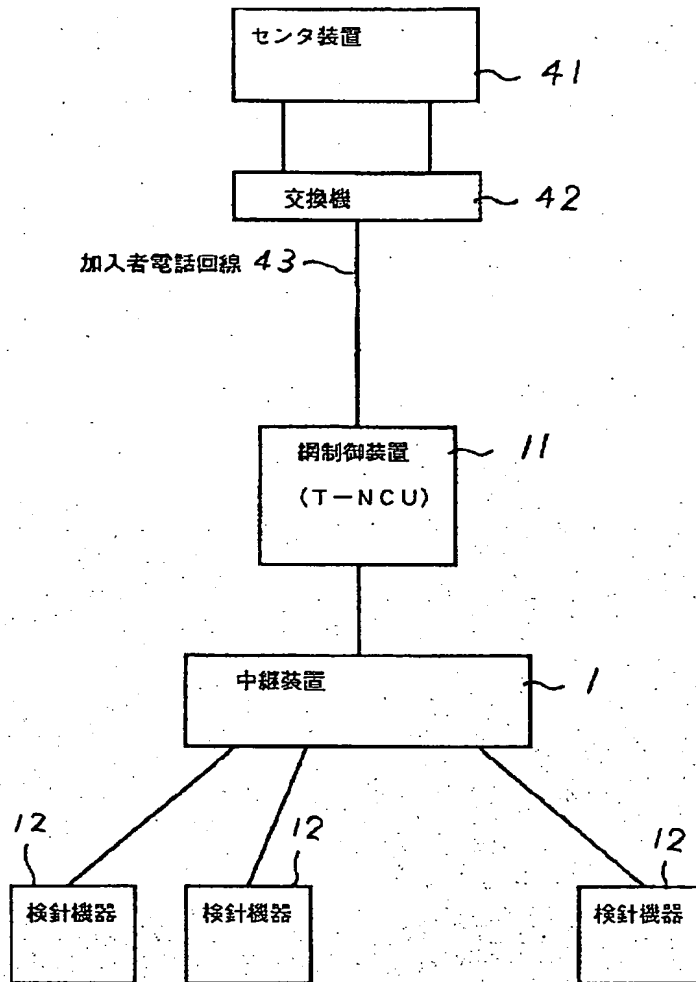 センタ装置
41
交換機
42
加入者電話回線 43
網制御装置
(T-NCU)
11
中継装置
1
12
12
12
検針機器
検針機器
検針機器